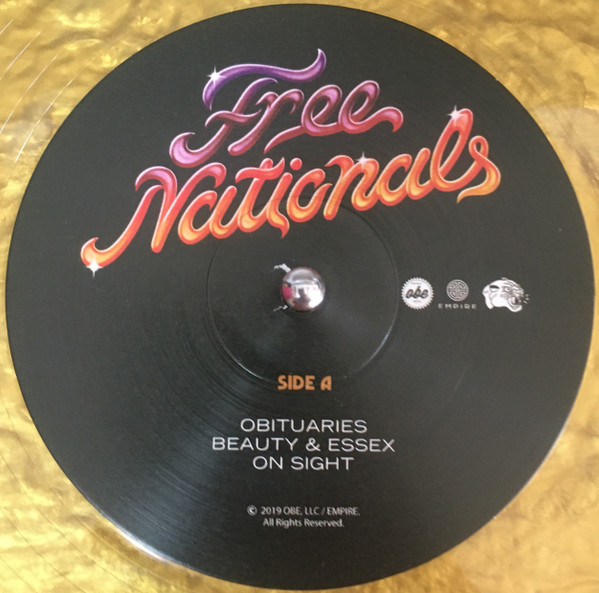 Free
Nationals
obe
EMPIRE
SIDE A
OBITUARIES
BEAUTY & ESSEX
ON SIGHT
© 2019 OBE, LLC / EMPIRE.
All Rights Reserved.